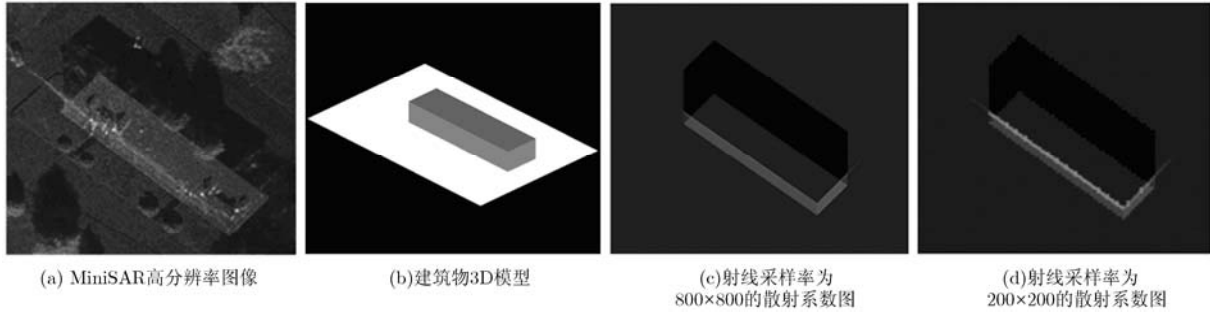 (a) MiniSAR高分辨率图像
(b)建筑物3D模型
(c)射线采样率为
800×800的散射系数图
(d)射线采样率为
200×200的散射系数图